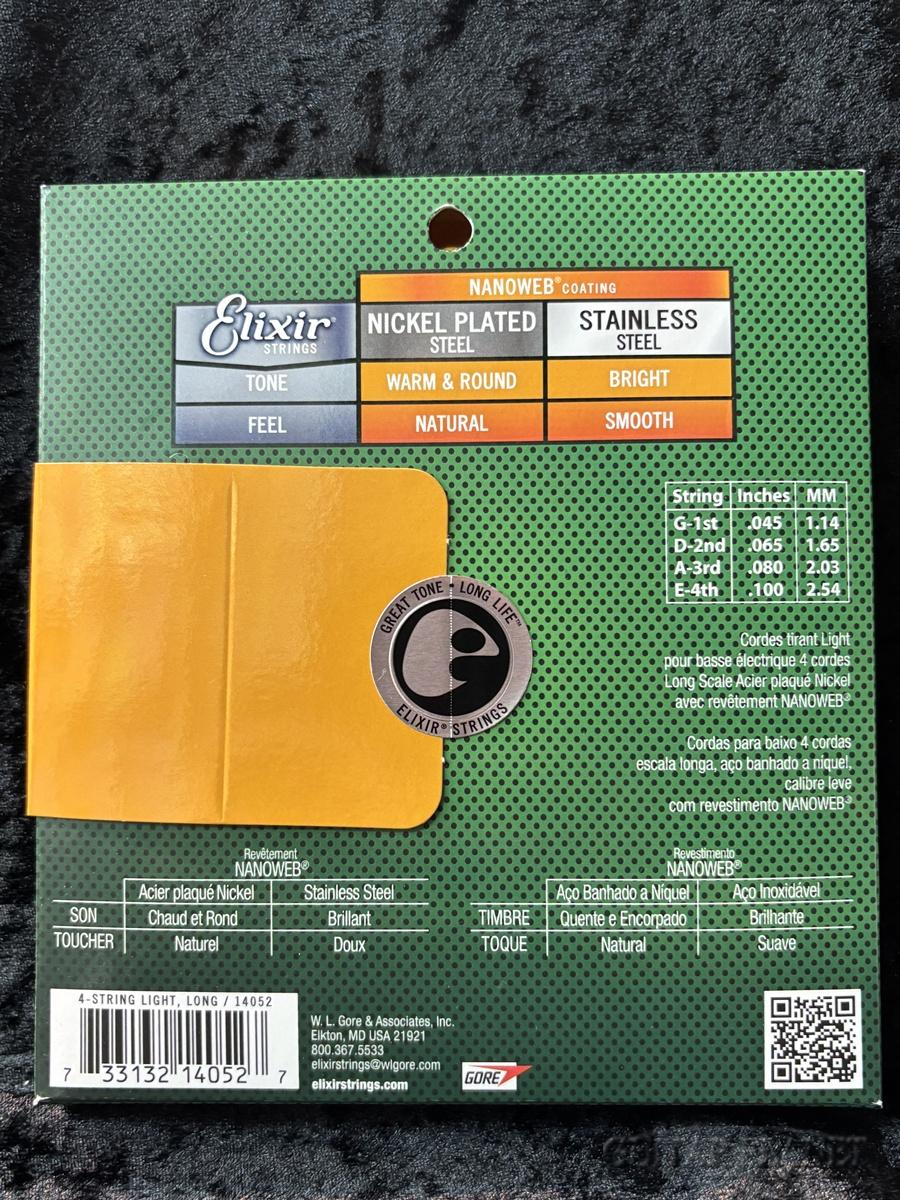 NANOWEB® COATING
Elixir® STRINGS
NICKEL PLATED STEEL
STAINLESS STEEL
TONE WARM & ROUND BRIGHT
FEEL NATURAL SMOOTH
String Inches MM
G-1st .045 1.14
D-2nd .065 1.65
A-3rd .080 2.03
E-4th .100 2.54
GREAT TONE • LONG LIFE™
ELIXIR® STRINGS
Cordes tirant Light
pour basse électrique 4 cordes
Long Scale Acier plaqué Nickel
avec revêtement NANOWEB®
Cordas para baixo 4 cordas
escala longa, aço banhado a níquel,
calibre leve
com revestimento NANOWEB®
Revêtement
NANOWEB®
Acier plaqué Nickel Stainless Steel
SON Chaud et Rond Brillant
TOUCHER Naturel Doux
Revestimento
NANOWEB®
Aço Banhado a Níquel Aço Inoxidável
TIMBRE Quente e Encorpado Brilhante
TOQUE Natural Suave
4-STRING LIGHT, LONG / 14052
7 33132 14052 7
W. L. Gore & Associates, Inc.
Elkton, MD USA 21921
800.367.5533
elixirstrings@wlgore.com
elixirstrings.com
GORE